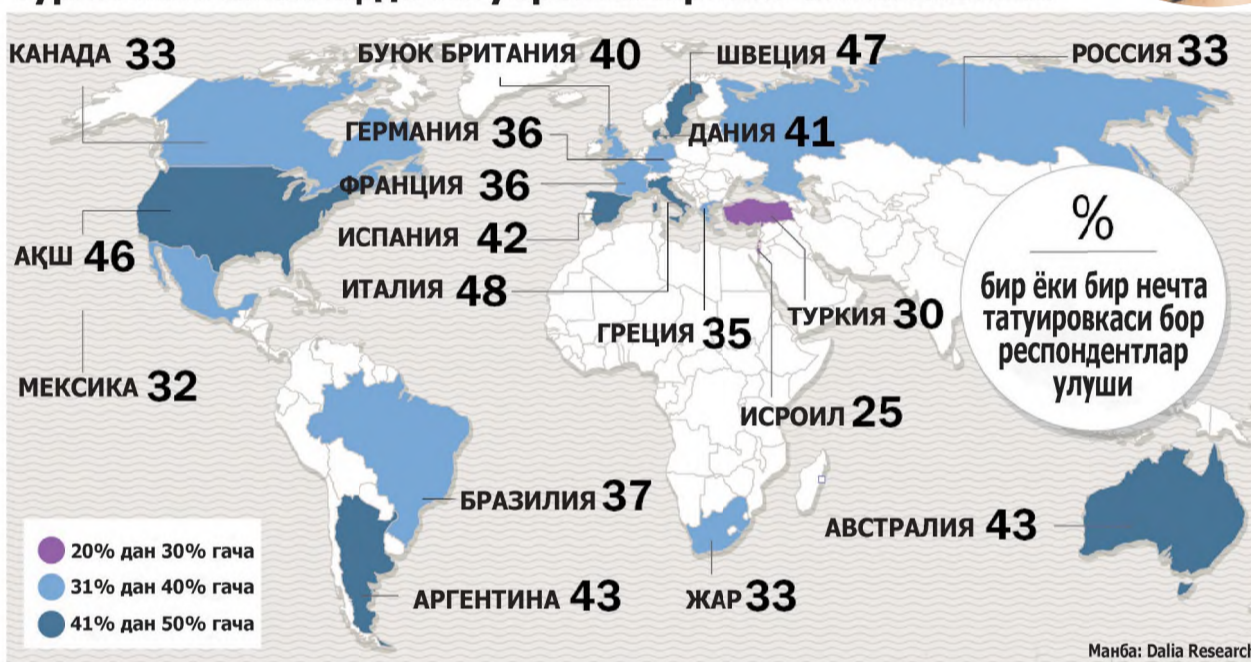 КАНАДА 33
БУЮК БРИТАНИЯ 40
ШВЕЦИЯ 47
РОССИЯ 33
ГЕРМАНИЯ 36
ДАНИЯ 41
ФРАНЦИЯ 36
ИСПАНИЯ 42
АҚШ 46
ИТАЛИЯ 48
ГРЕЦИЯ 35
ТУРКИЯ 30
МЕКСИКА 32
ИСРОИЛ 25
%
бир ёки бир нечта
татуировкаси бор
респондентлар
улуши
БРАЗИЛИЯ 37
АВСТРАЛИЯ 43
АРГЕНТИНА 43
ЖАР 33
20% дан 30% гача
31% дан 40% гача
41% дан 50% гача
Манба: Dalia Research